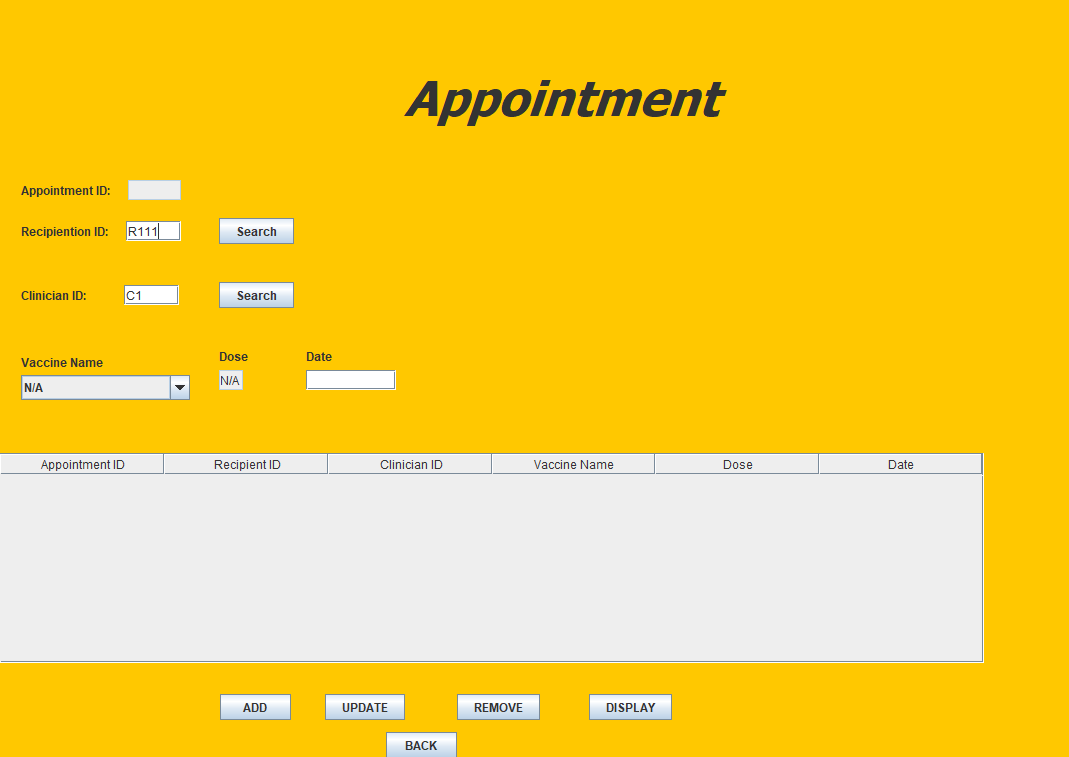 Appointment
Appointment ID:
Recipiention ID: R111 Search
Clinician ID: C1 Search
Vaccine Name Dose Date
N/A N/A
Appointment ID Recipient ID Clinician ID Vaccine Name Dose Date
ADD UPDATE REMOVE DISPLAY
BACK